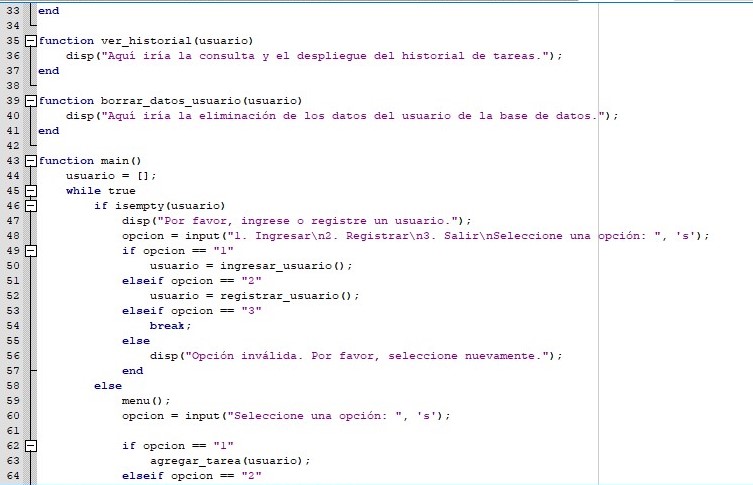 33 end
34
35 function ver_historial(usuario)
36 disp("Aquí iría la consulta y el despliegue del historial de tareas.");
37 end
38
39 function borrar_datos_usuario(usuario)
40 disp("Aquí iría la eliminación de los datos del usuario de la base de datos.");
41 end
42
43 function main()
44 usuario = [];
45 while true
46 if isempty(usuario)
47 disp("Por favor, ingrese o registre un usuario.");
48 opcion = input("1. Ingresar\n2. Registrar\n3. Salir\nSeleccione una opción: ", 's');
49 if opcion == "1"
50 usuario = ingresar_usuario();
51 elseif opcion == "2"
52 usuario = registrar_usuario();
53 elseif opcion == "3"
54 break;
55 else
56 disp("Opción inválida. Por favor, seleccione nuevamente.");
57 end
58 else
59 menu();
60 opcion = input("Seleccione una opción: ", 's');
61
62 if opcion == "1"
63 agregar_tarea(usuario);
64 elseif opcion == "2"